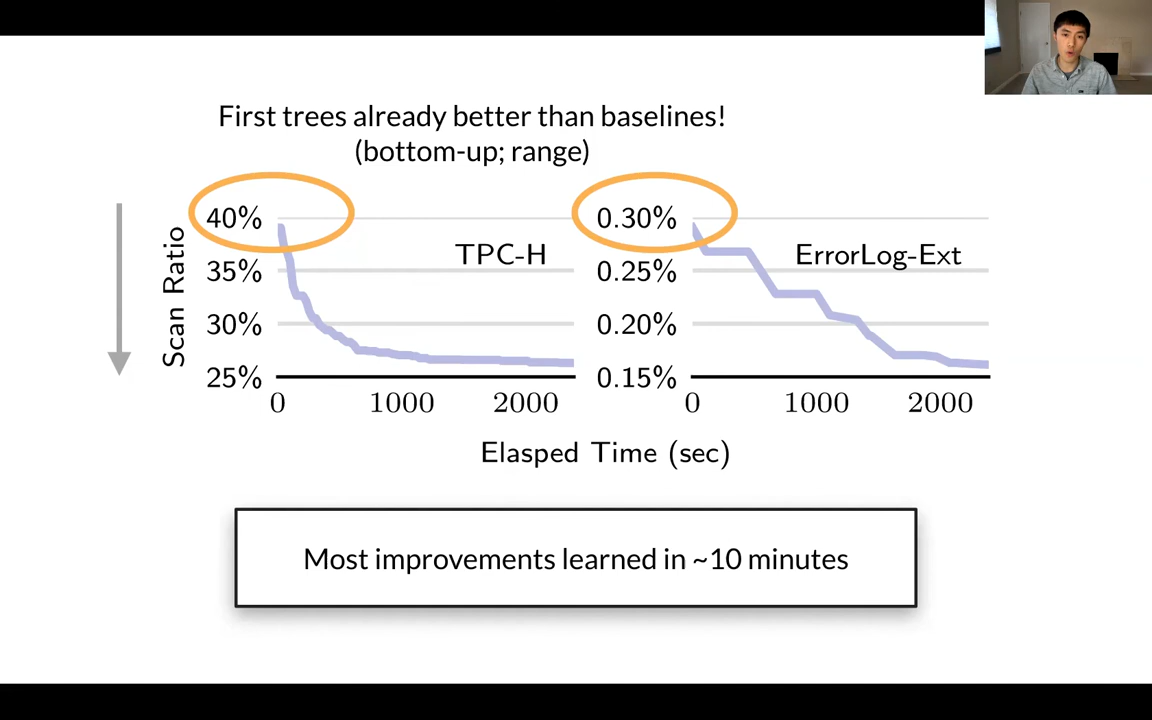 First trees already better than baselines!
(bottom-up; range)
Scan Ratio
40%
35%
30%
25%
TPC-H
0
1000
2000
0.30%
0.25%
0.20%
0.15%
ErrorLog-Ext
0
1000
2000
Elasped Time (sec)
Most improvements learned in ~10 minutes